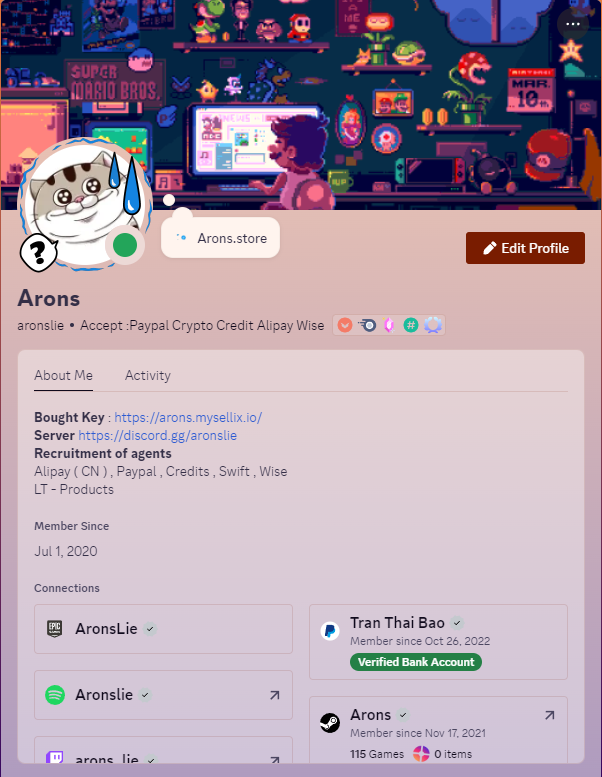 SUPER
MARIO BROS.
NEWS
MAR
10th
?
Arons.store
Edit Profile
Arons
aronslie • Accept :Paypal Crypto Credit Alipay Wise
About Me
Activity
Bought Key : https://arons.mysellix.io/
Server https://discord.gg/aronslie
Recruitment of agents
Alipay ( CN ) , Paypal , Credits , Swift , Wise
LT - Products
Member Since
Jul 1, 2020
Connections
AronsLie
Tran Thai Bao
Member since Oct 26, 2022
Verified Bank Account
Aronslie
Arons
Member since Nov 17, 2021
115 Games 0 items
arons_lie